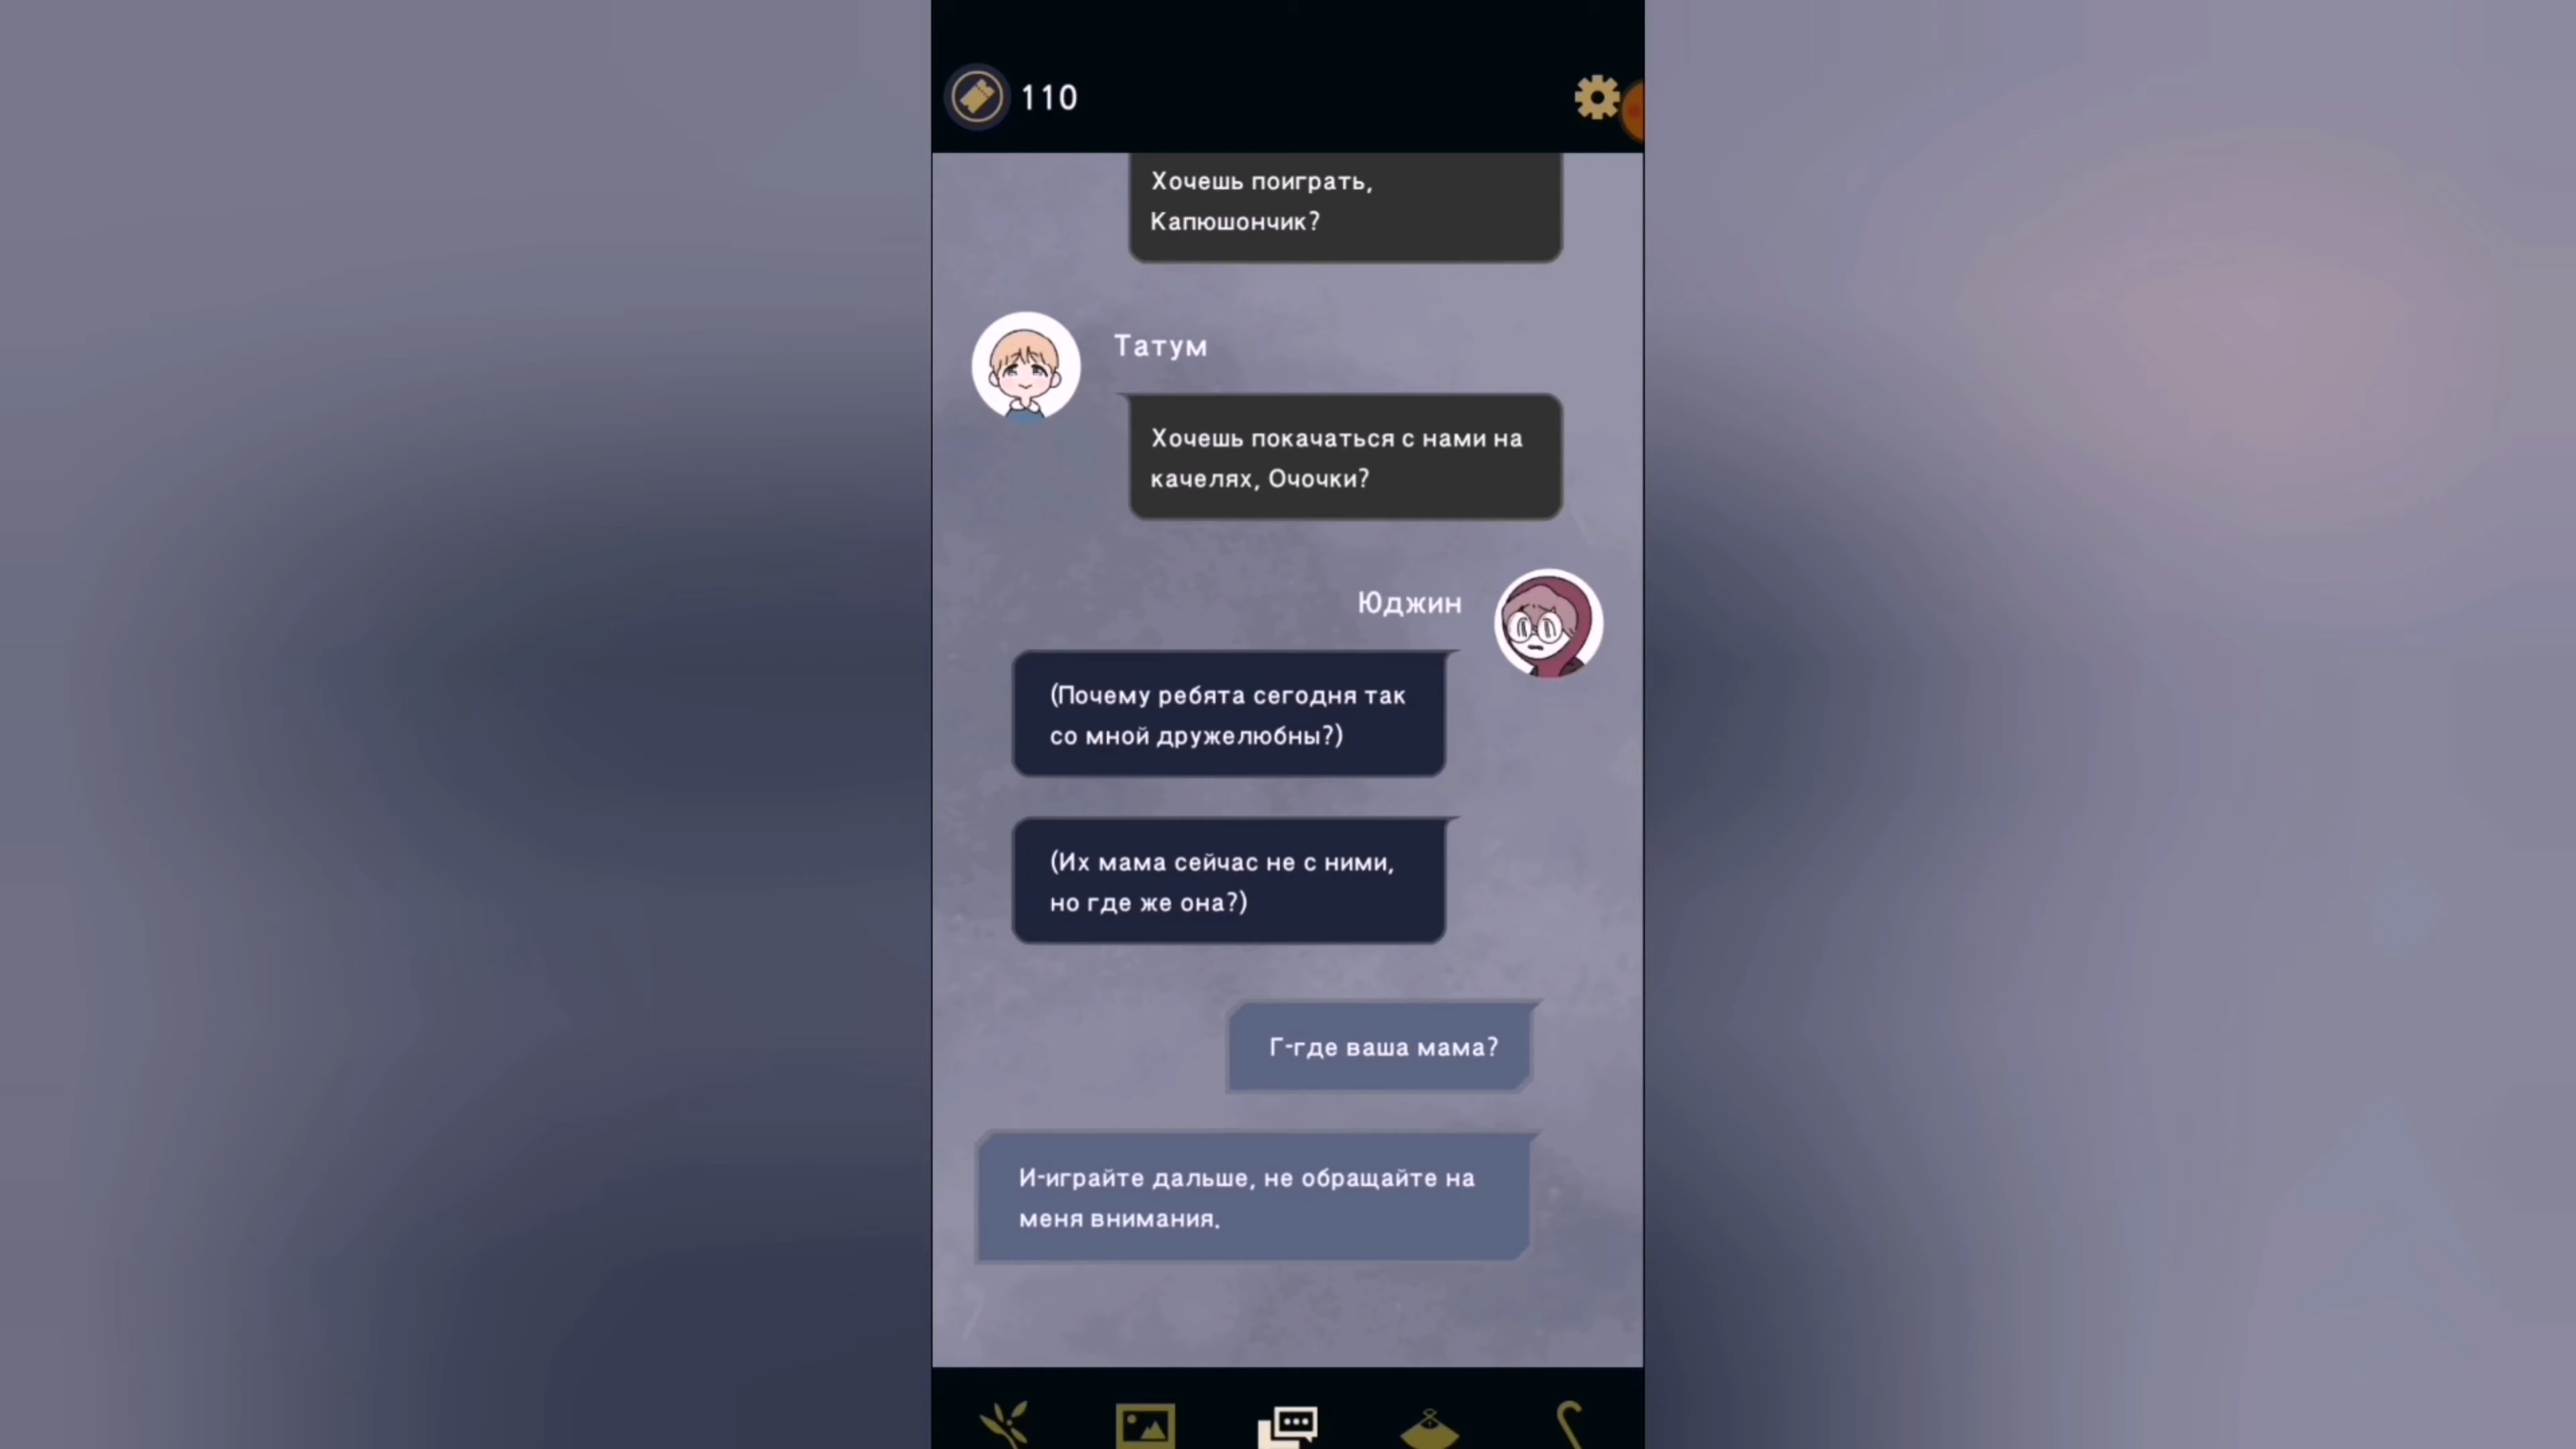 110
Хочешь поиграть,
Капюшончик?
Татум
Хочешь покачаться с нами на
качелях, Очочки?
Юджин
(Почему ребята сегодня так
со мной дружелюбны?)
(Их мама сейчас не с ними,
но где же она?)
Г-где ваша мама?
И-играйте дальше, не обращайте на
меня внимания.